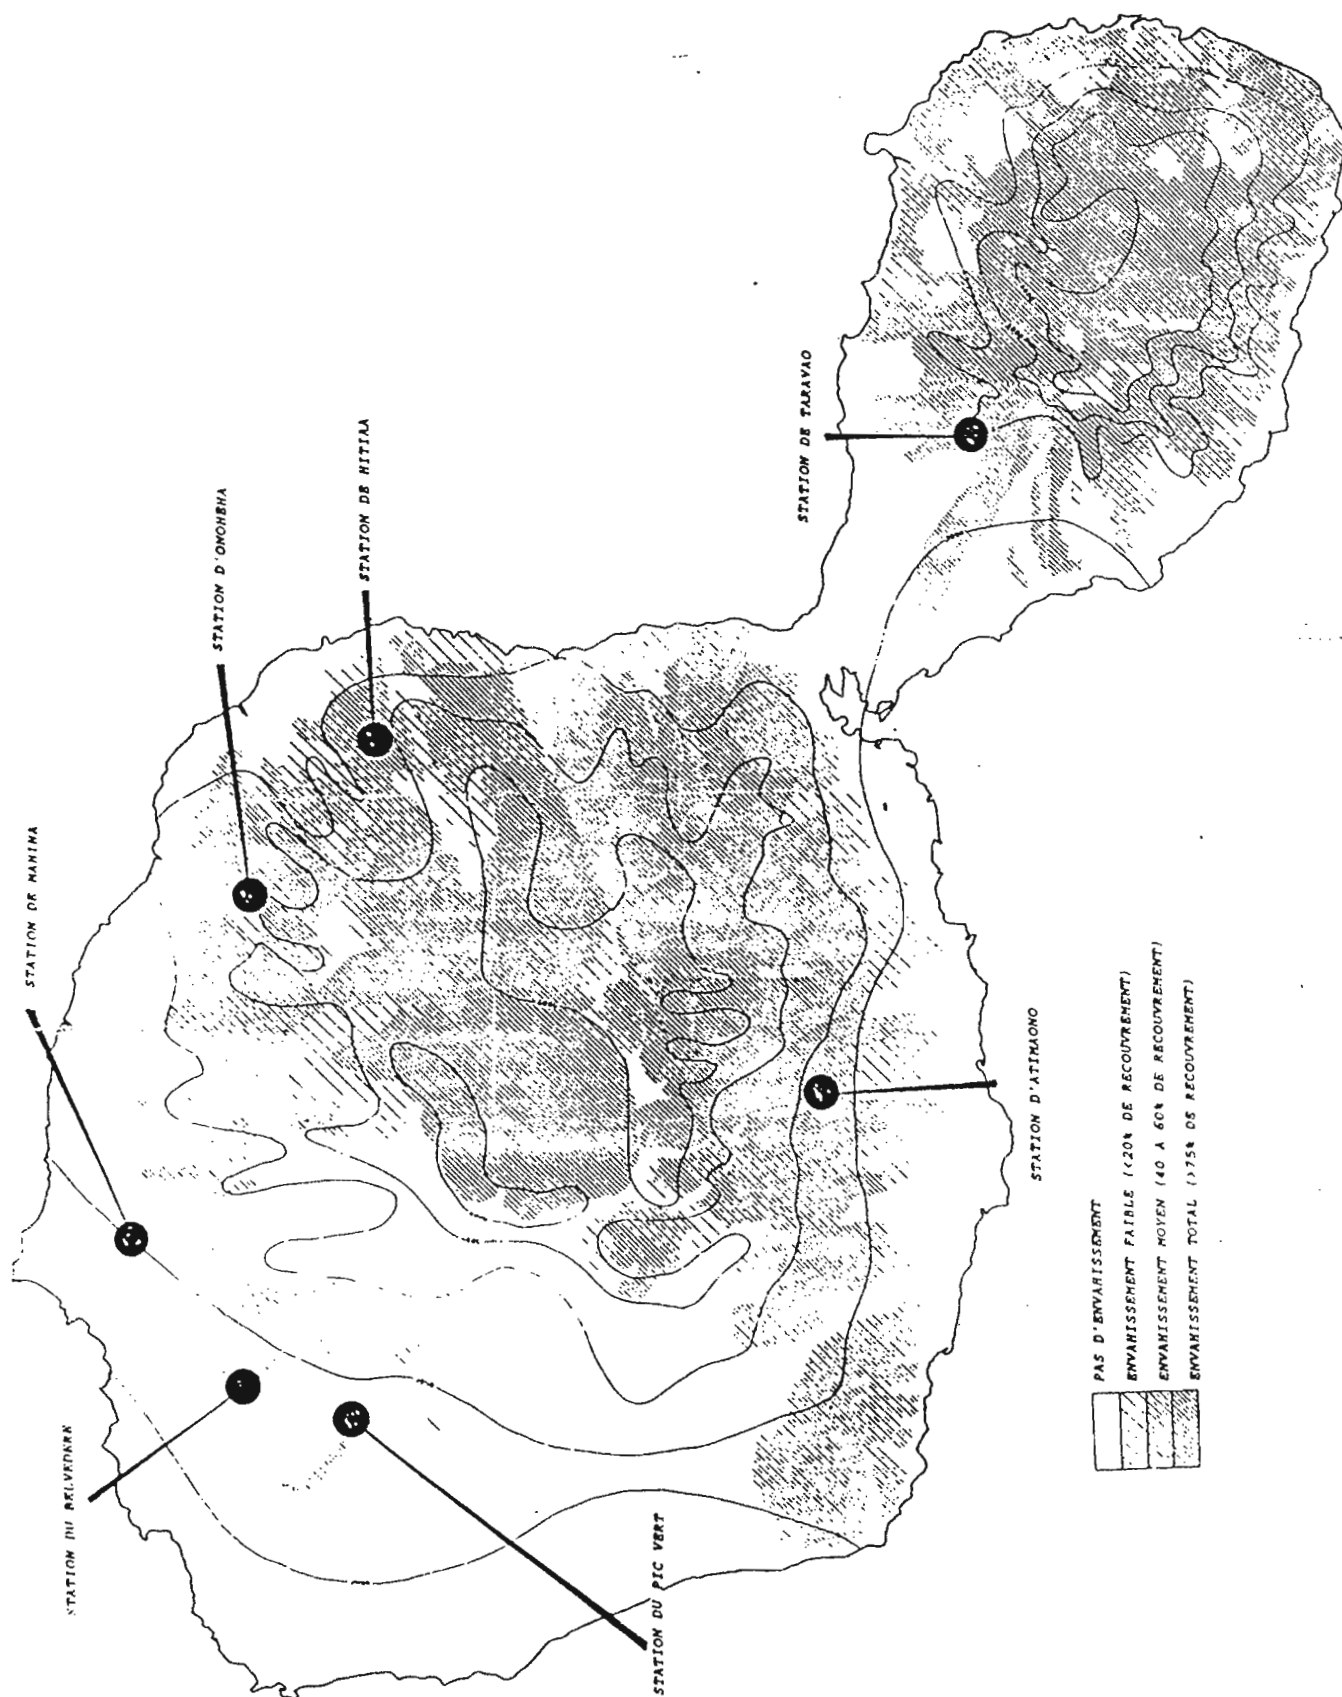 STATION DE MAHINA
STATION D'ONOHEHA
STATION DE HITIAA
STATION DE TARAVAO
STATION DU BELVEDERE
STATION DU PIC VERT
STATION D'ATIMAONO
PAS D'ENVAHISSEMENT
ENVAHISSEMENT FAIBLE (<20% DE RECOUVREMENT)
ENVAHISSEMENT MOYEN (40 A 60% DE RECOUVREMENT)
ENVAHISSEMENT TOTAL (>75% DE RECOUVREMENT)